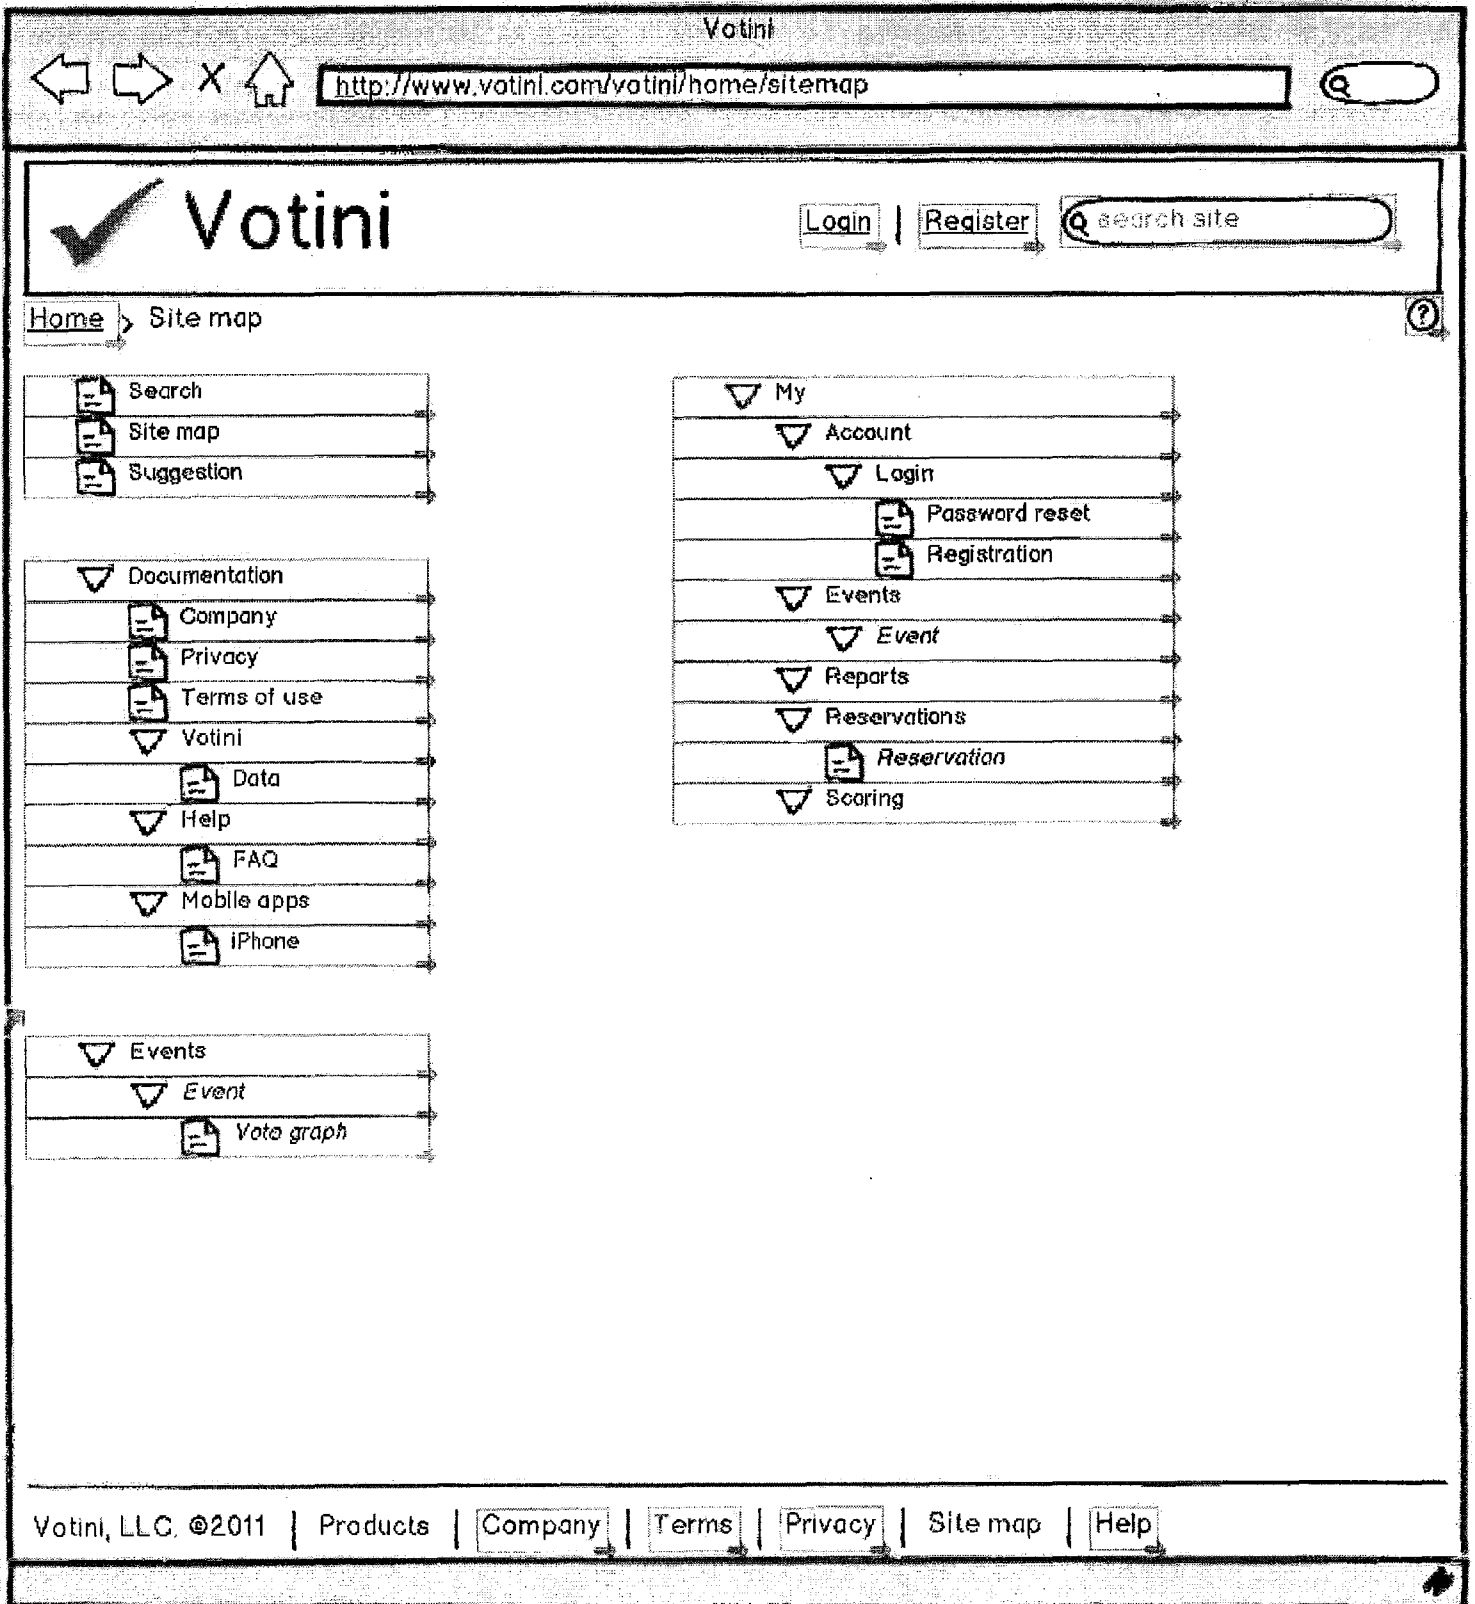 Votini
http://www.votini.com/votini/home/sitemap
Votini
Login | Register search site
Home > Site map
Search
Site map
Suggestion
Documentation
Company
Privacy
Terms of use
Votini
Data
Help
FAQ
Mobile apps
iPhone
Events
Event
Vote graph
My
Account
Login
Password reset
Registration
Events
Event
Reports
Reservations
Reservation
Scoring
Votini, LLC. ©2011 | Products | Company | Terms | Privacy | Site map | Help